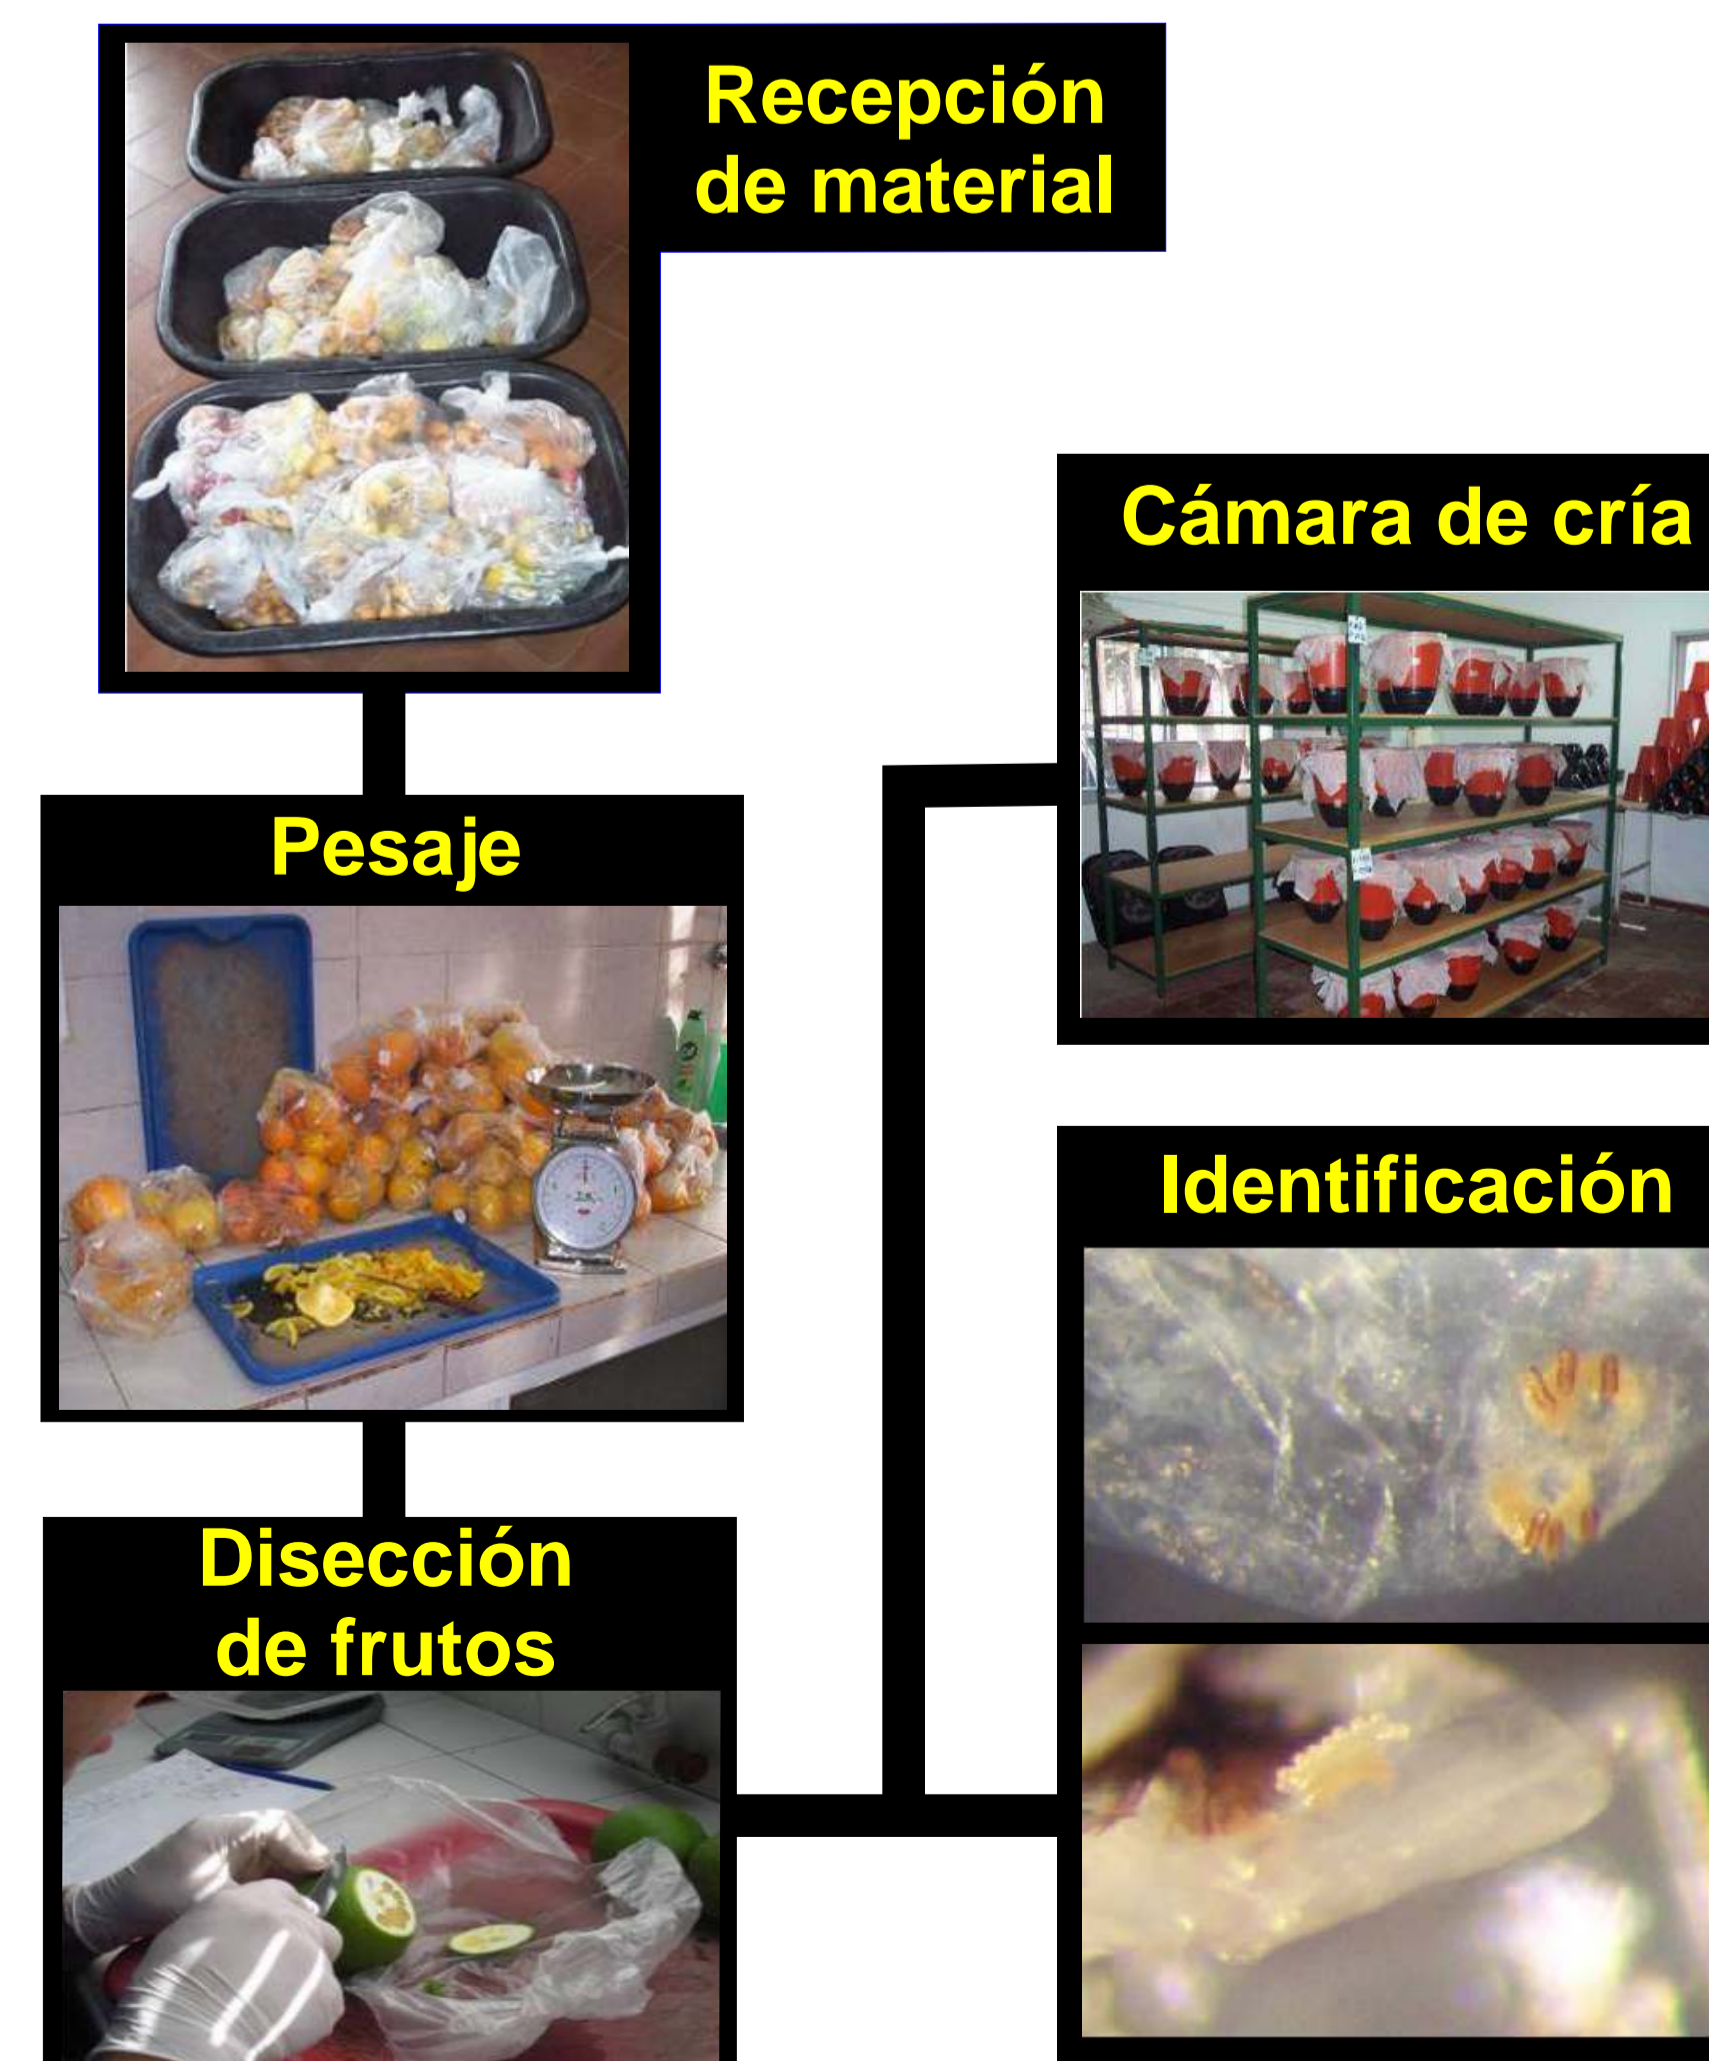 Recepción
de material
Pesaje
Disección
de frutos
Cámara de cría
Identificación